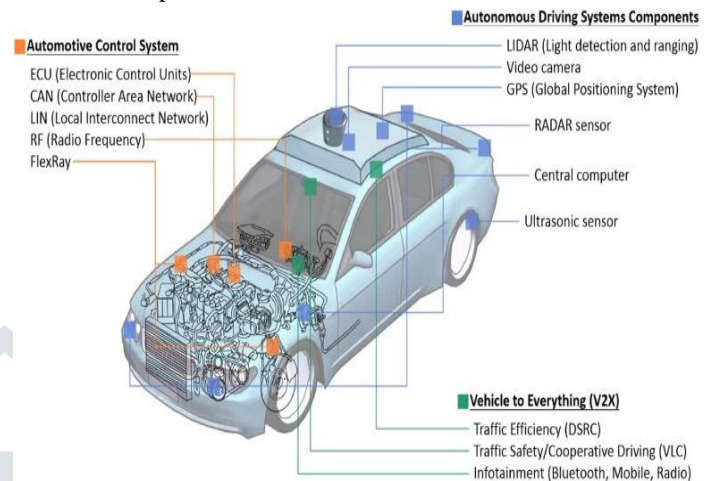 Automotive Control System
ECU (Electronic Control Units)
CAN (Controller Area Network)
LIN (Local Interconnect Network)
RF (Radio Frequency)
FlexRay
Autonomous Driving Systems Components
LIDAR (Light detection and ranging)
Video camera
GPS (Global Positioning System)
RADAR sensor
Central computer
Ultrasonic sensor
Vehicle to Everything (V2X)
Traffic Efficiency (DSRC)
Traffic Safety/Cooperative Driving (VLC)
Infotainment (Bluetooth, Mobile, Radio)